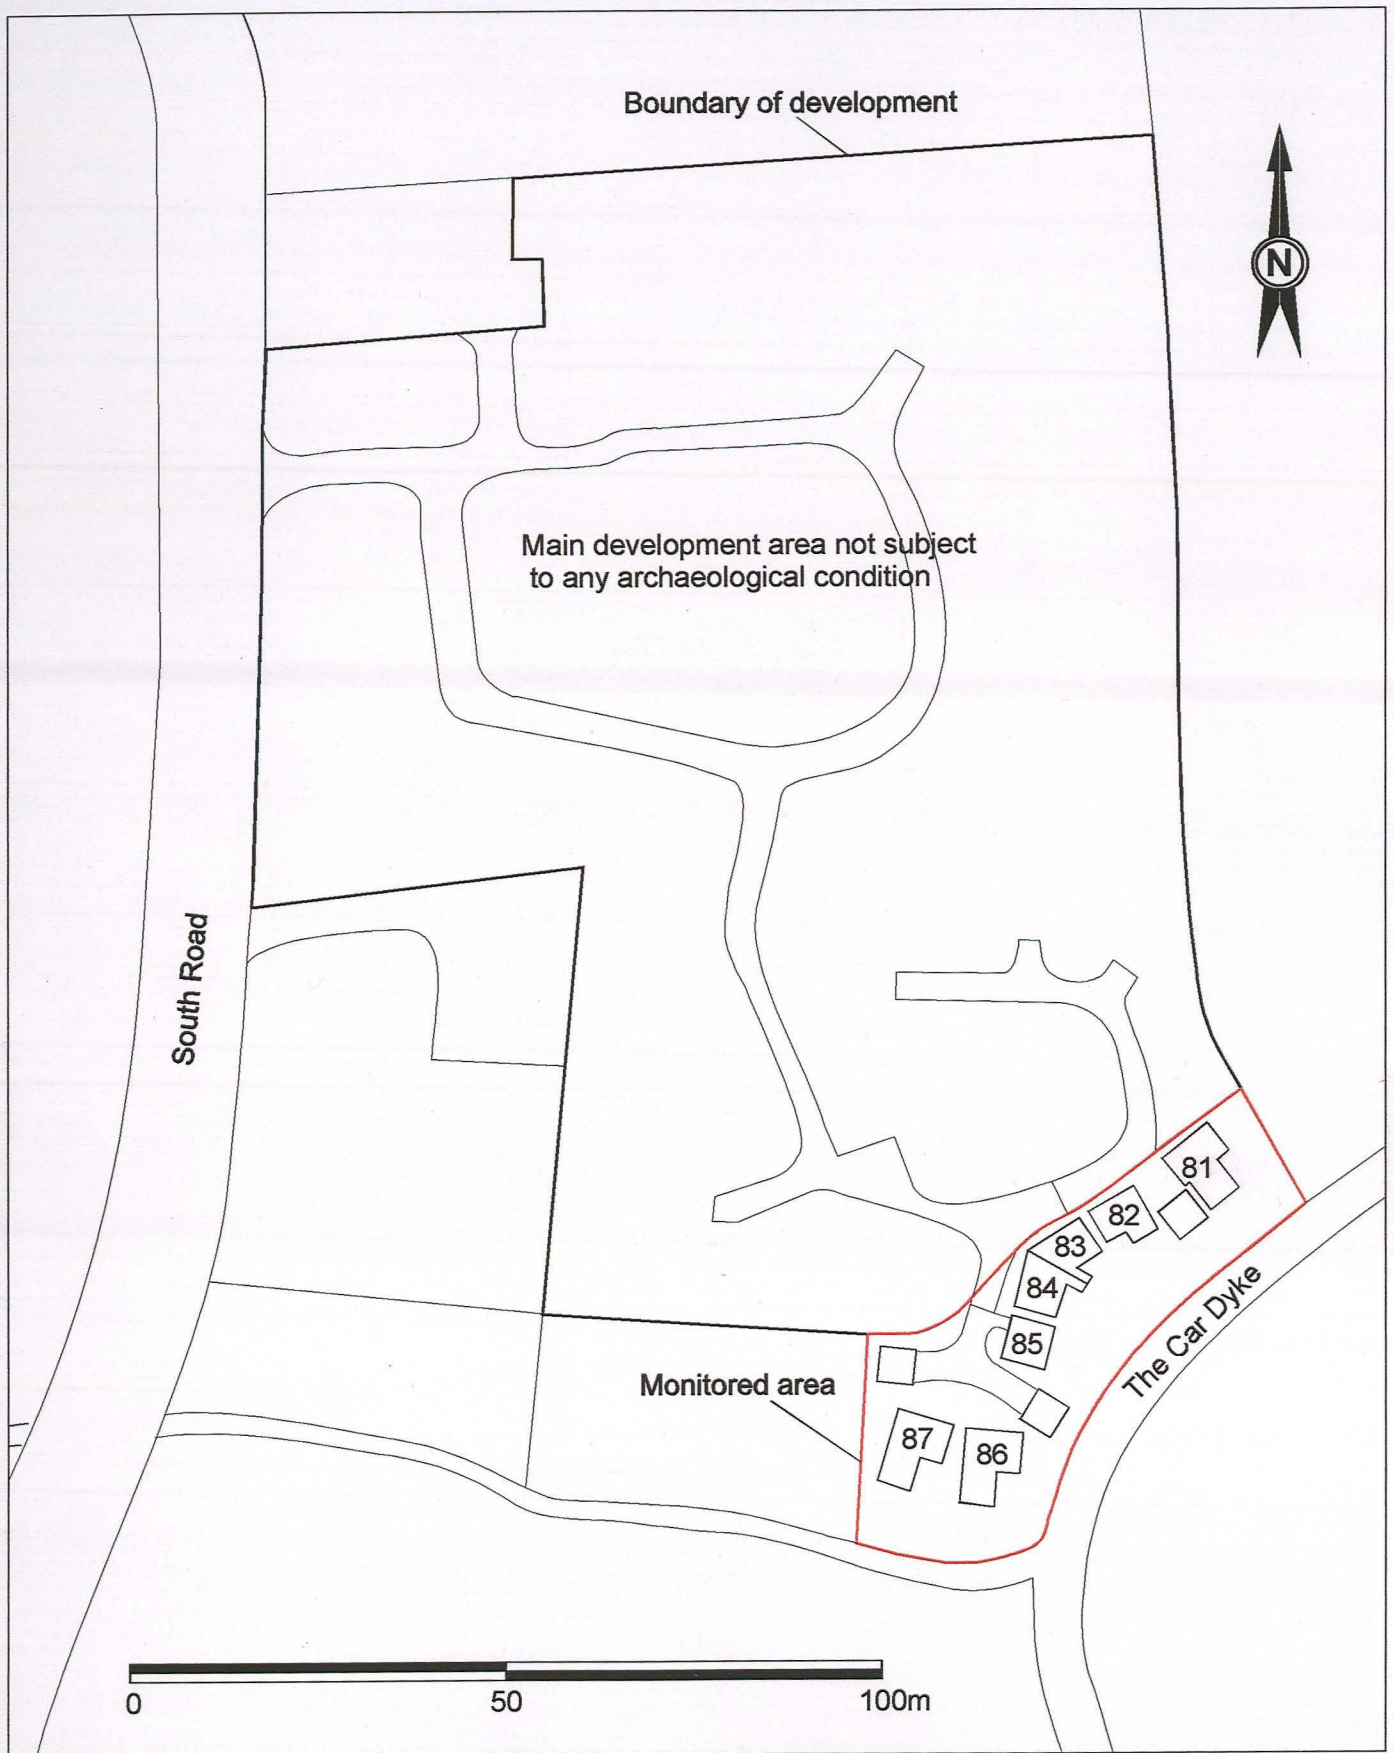 Boundary of development
N
Main development area not subject
to any archaeological condition
South Road
81
82
83
84
85
The Car Dyke
Monitored area
87
86
0
50
100m